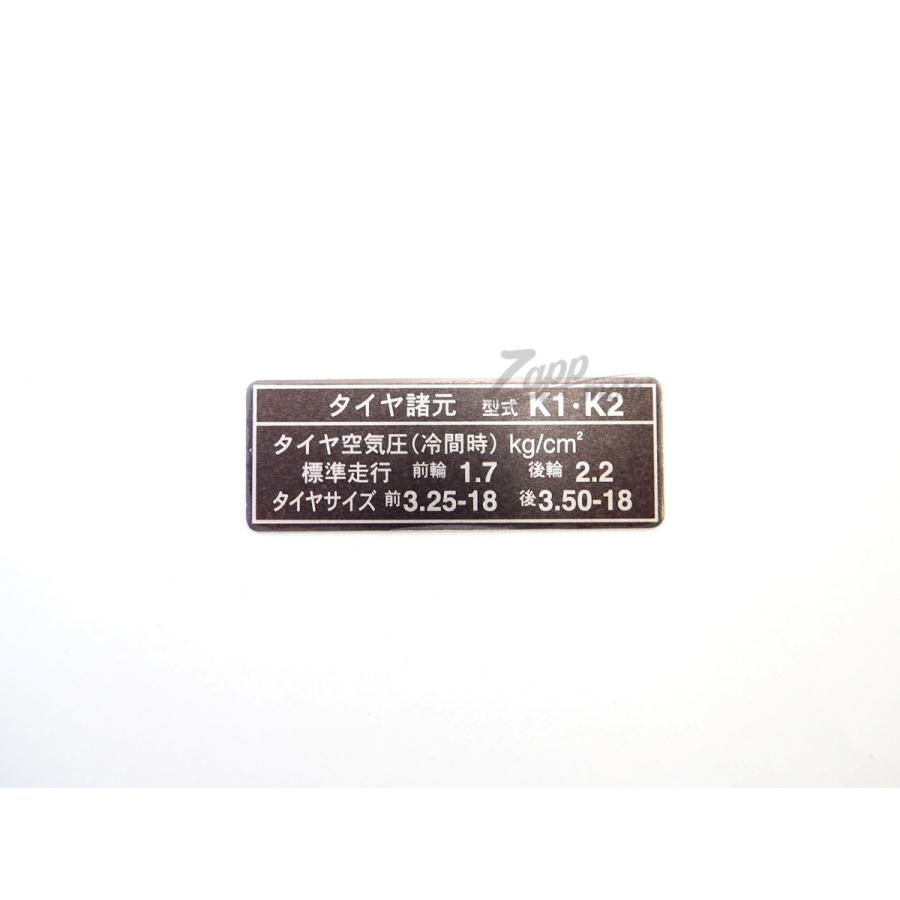 Zapp
タイヤ諸元 型式 K1・K2
タイヤ空気圧(冷間時) kg/cm²
標準走行 前輪 1.7 後輪 2.2
タイヤサイズ 前3.25-18 後3.50-18